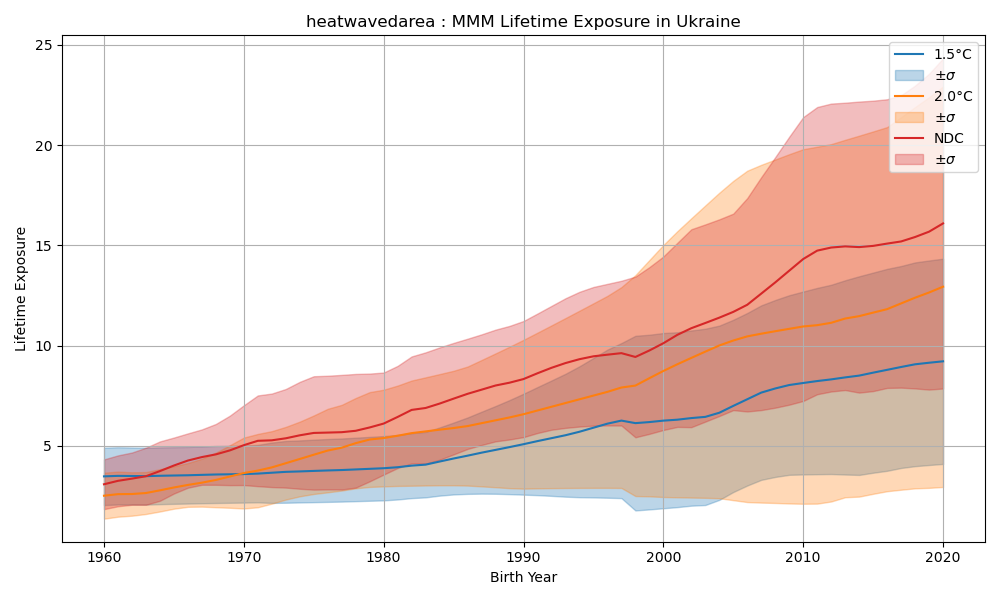 heatwavedarea : MMM Lifetime Exposure in Ukraine
25
20
15
10
5
Lifetime Exposure
1.5°C
±σ
2.0°C
±σ
NDC
±σ
1960 1970 1980 1990 2000 2010 2020
Birth Year